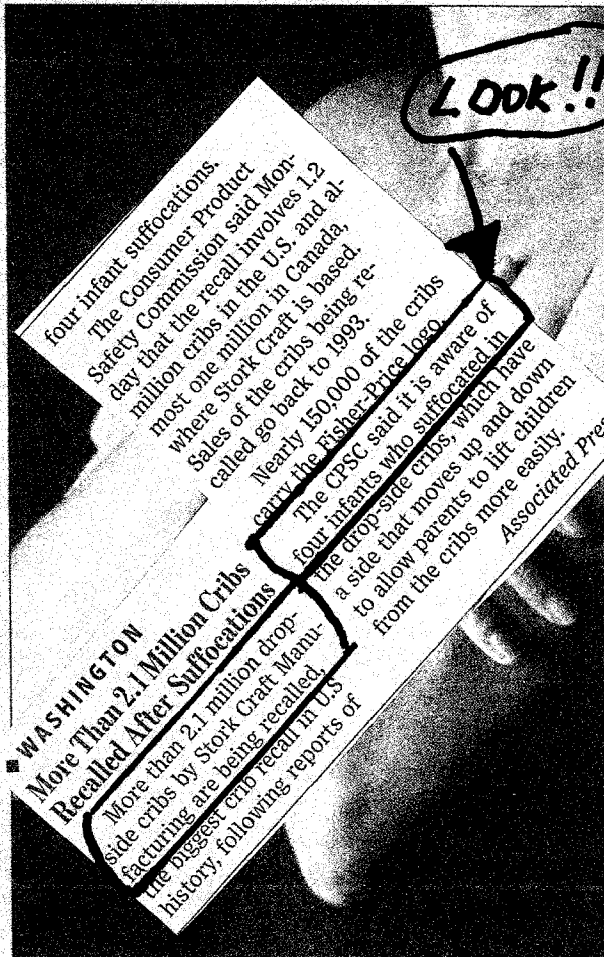 LOOK!!
WASHINGTON
More Than 2.1 Million Cribs
Recalled After Suffocations
More than 2.1 million drop-
side cribs by Stork Craft Manu-
facturing are being recalled,
the biggest crib recall in U.S
history, following reports of
four infant suffocations.
The Consumer Product
Safety Commission said Mon-
day that the recall involves 1.2
million cribs in the U.S. and al-
most one million in Canada,
where Stork Craft is based.
Sales of the cribs being re-
called go back to 1993.
Nearly 150,000 of the cribs
carry the Fisher-Price logo.
The CPSC said it is aware of
four infants who suffocated in
the drop-side cribs, which have
a side that moves up and down
to allow parents to lift children
from the cribs more easily.
Associated Pres